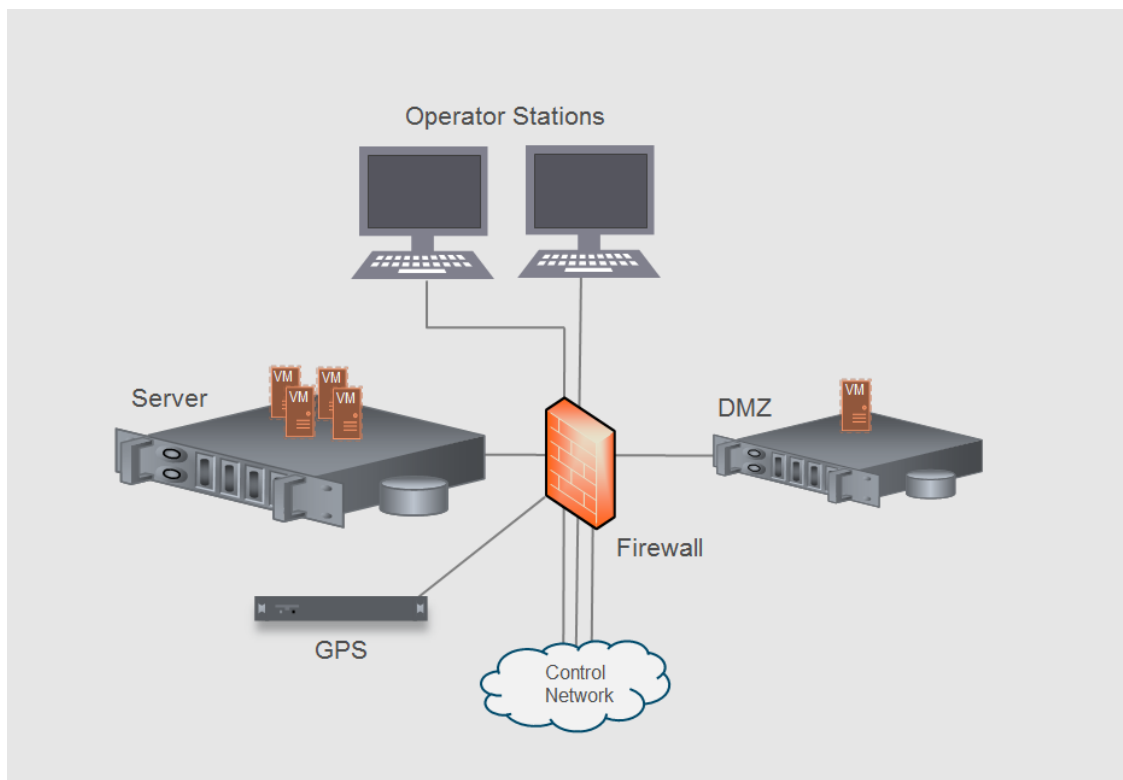 Operator Stations
Server
VM
VM
VM
VM
DMZ
VM
Firewall
GPS
Control
Network